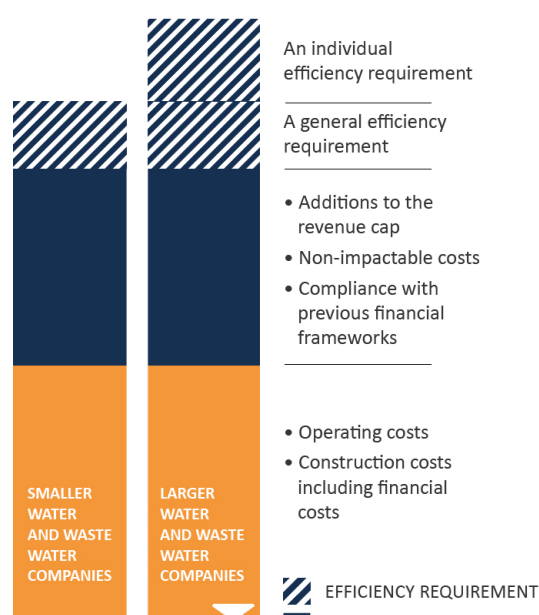 An individual
efficiency requirement
A general efficiency
requirement
• Additions to the
revenue cap
• Non-impactable costs
• Compliance with
previous financial
frameworks
• Operating costs
• Construction costs
including financial
costs
SMALLER
WATER
AND WASTE
WATER
COMPANIES
LARGER
WATER
AND WASTE
WATER
COMPANIES
EFFICIENCY REQUIREMENT